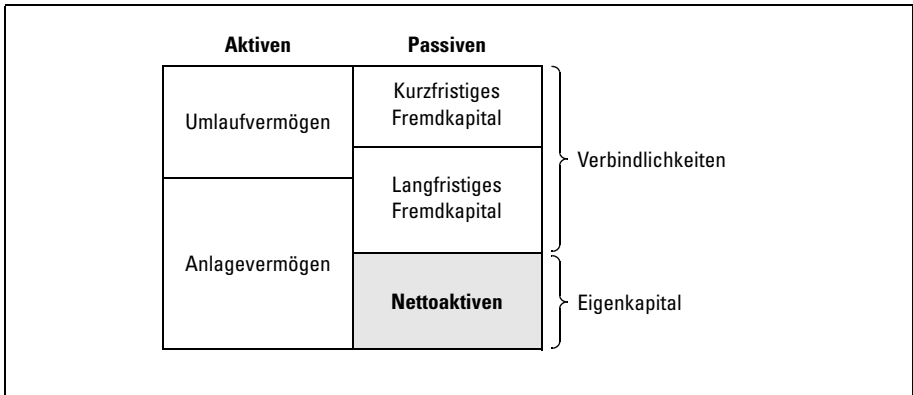 Aktiven
Passiven
Umlaufvermögen
Kurzfristiges
Fremdkapital
Verbindlichkeiten
Langfristiges
Fremdkapital
Anlagevermögen
Nettoaktiven
Eigenkapital